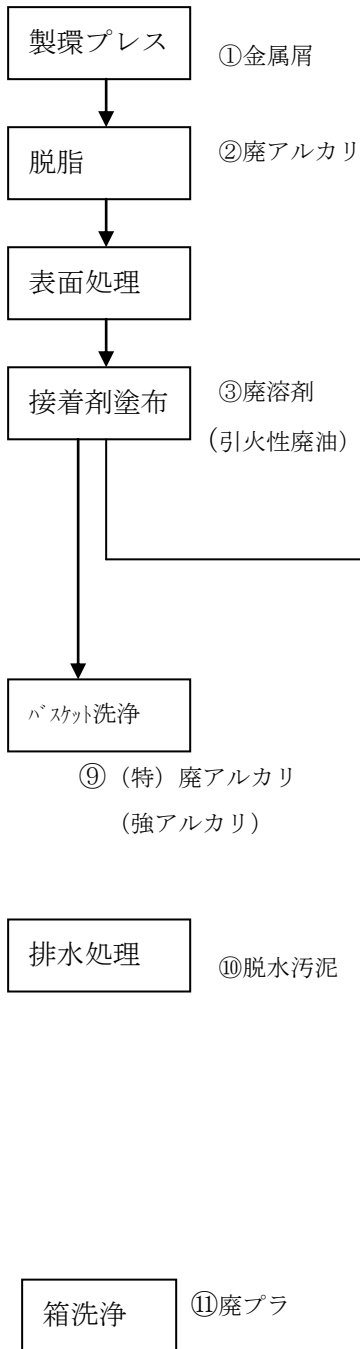 製環プレス
①金属屑
脱脂
②廃アルカリ
表面処理
接着剤塗布
③廃溶剤
(引火性廃油)
ﾊﾞｽｹｯﾄ洗浄
⑨（特）廃アルカリ
（強アルカリ）
排水処理
⑩脱水汚泥
箱洗浄
⑪廃プラ